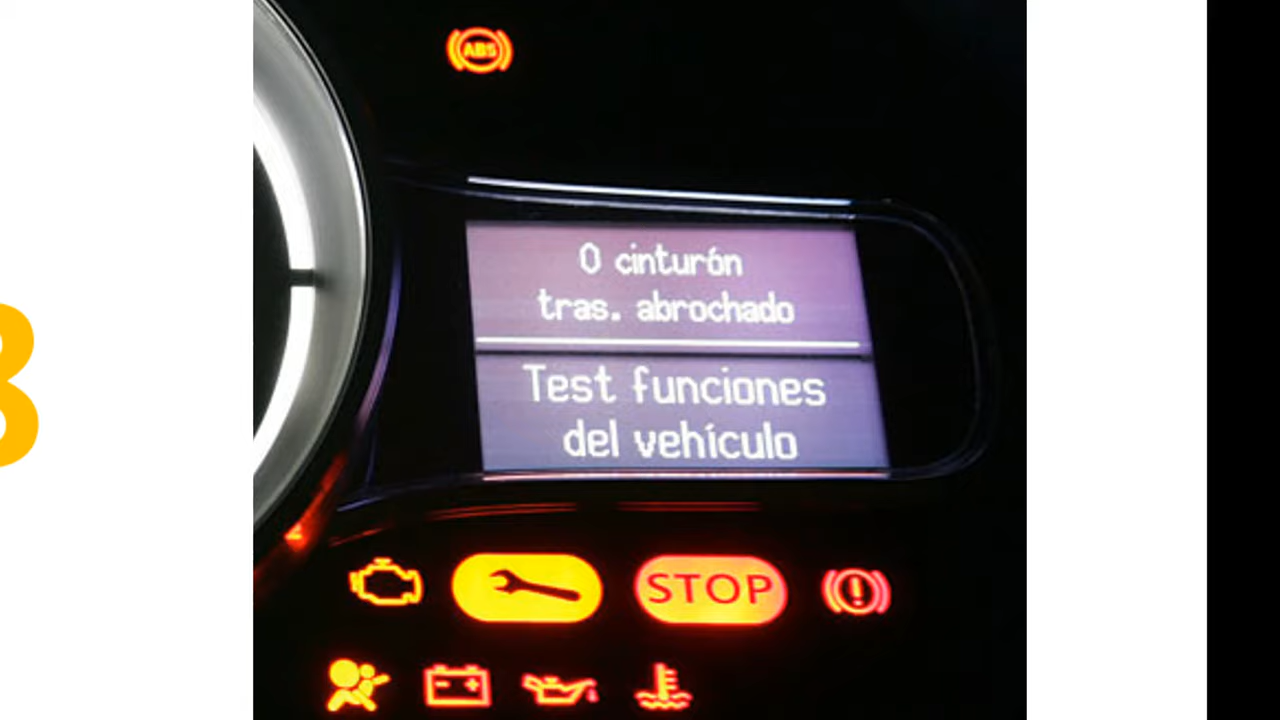 ABS
0 cinturón
tras. abrochado
Test funciones
del vehículo
STOP